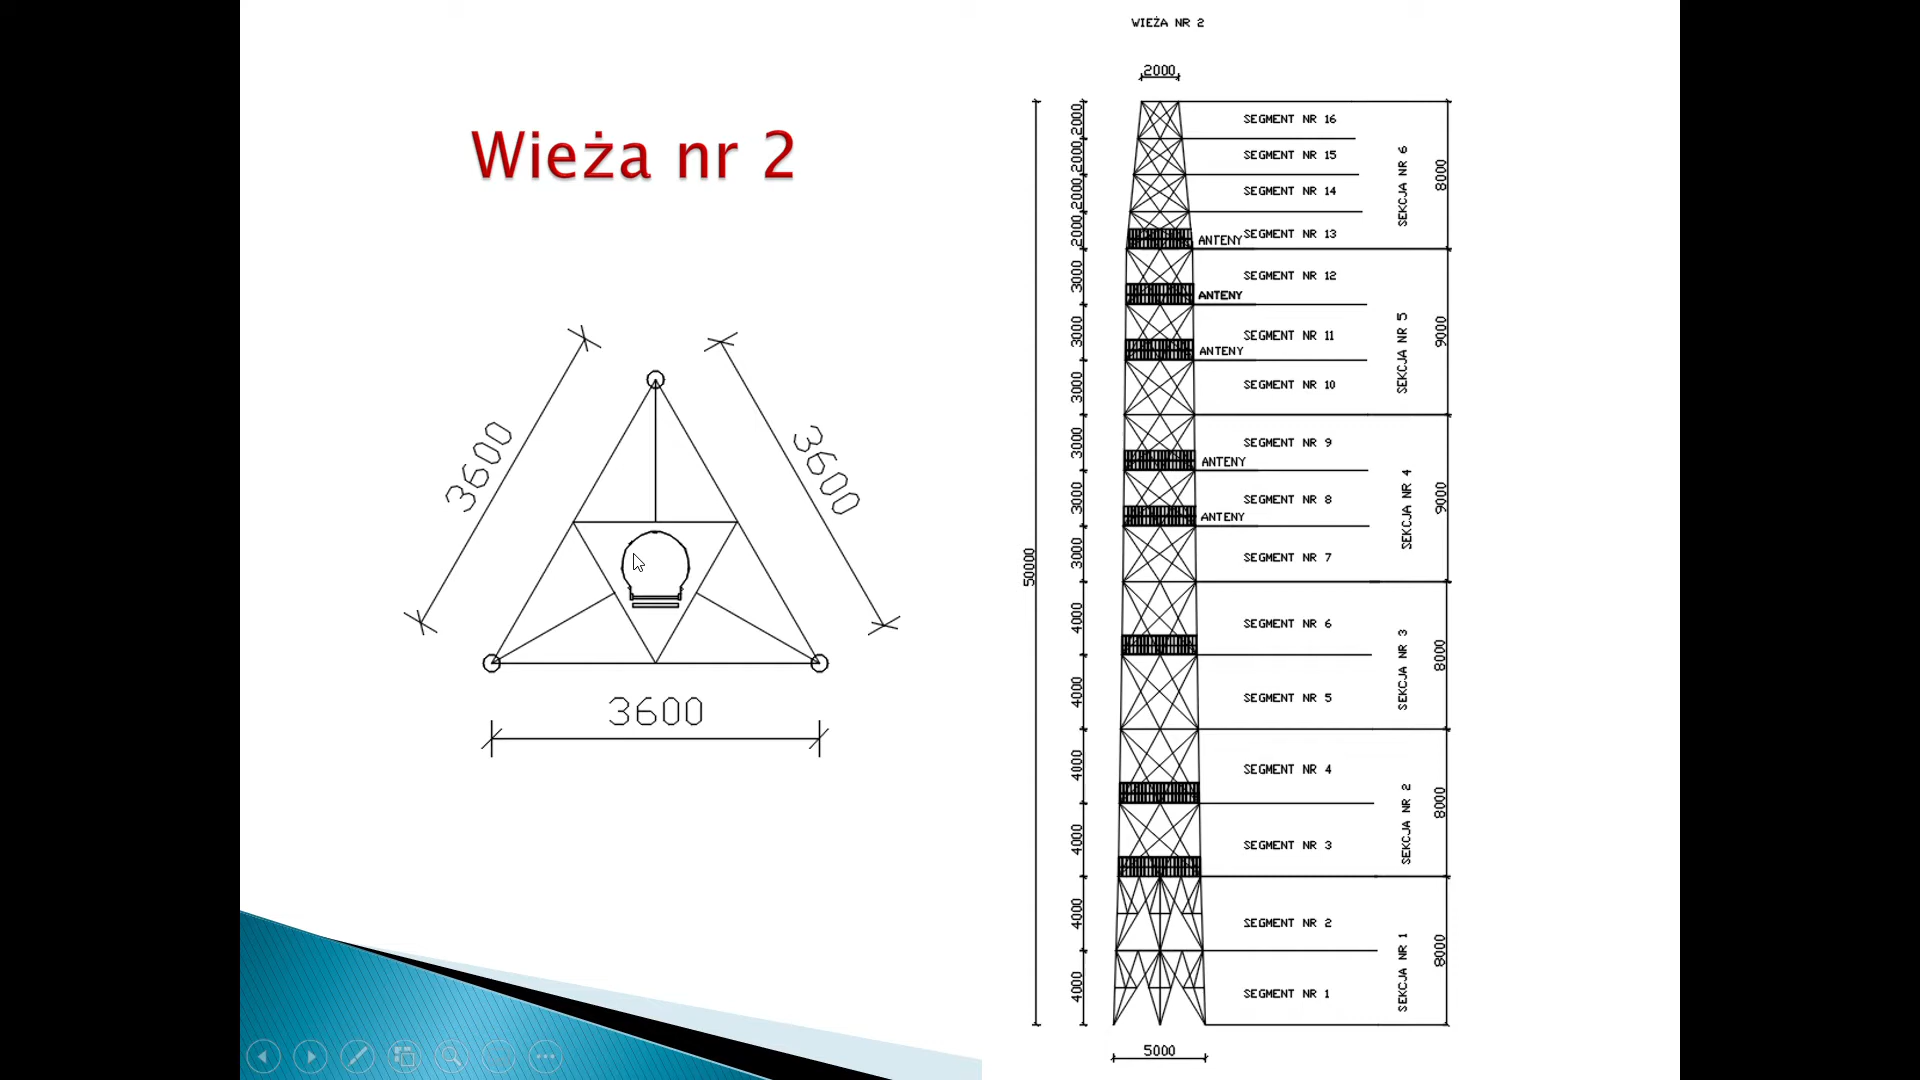 Wieża nr 2
3600
3600
3600
WIEŻA NR 2
2000
50000
2000
SEGMENT NR 16
2000
SEGMENT NR 15
2000
SEGMENT NR 14
2000
ANTENY
SEGMENT NR 13
SEKCJA NR 6
8000
3000
SEGMENT NR 12
ANTENY
3000
SEGMENT NR 11
ANTENY
3000
SEGMENT NR 10
SEKCJA NR 5
9000
3000
SEGMENT NR 9
ANTENY
3000
SEGMENT NR 8
ANTENY
3000
SEGMENT NR 7
SEKCJA NR 4
9000
4000
SEGMENT NR 6
4000
SEGMENT NR 5
SEKCJA NR 3
8000
4000
SEGMENT NR 4
4000
SEGMENT NR 3
SEKCJA NR 2
8000
4000
SEGMENT NR 2
4000
SEGMENT NR 1
SEKCJA NR 1
8000
5000